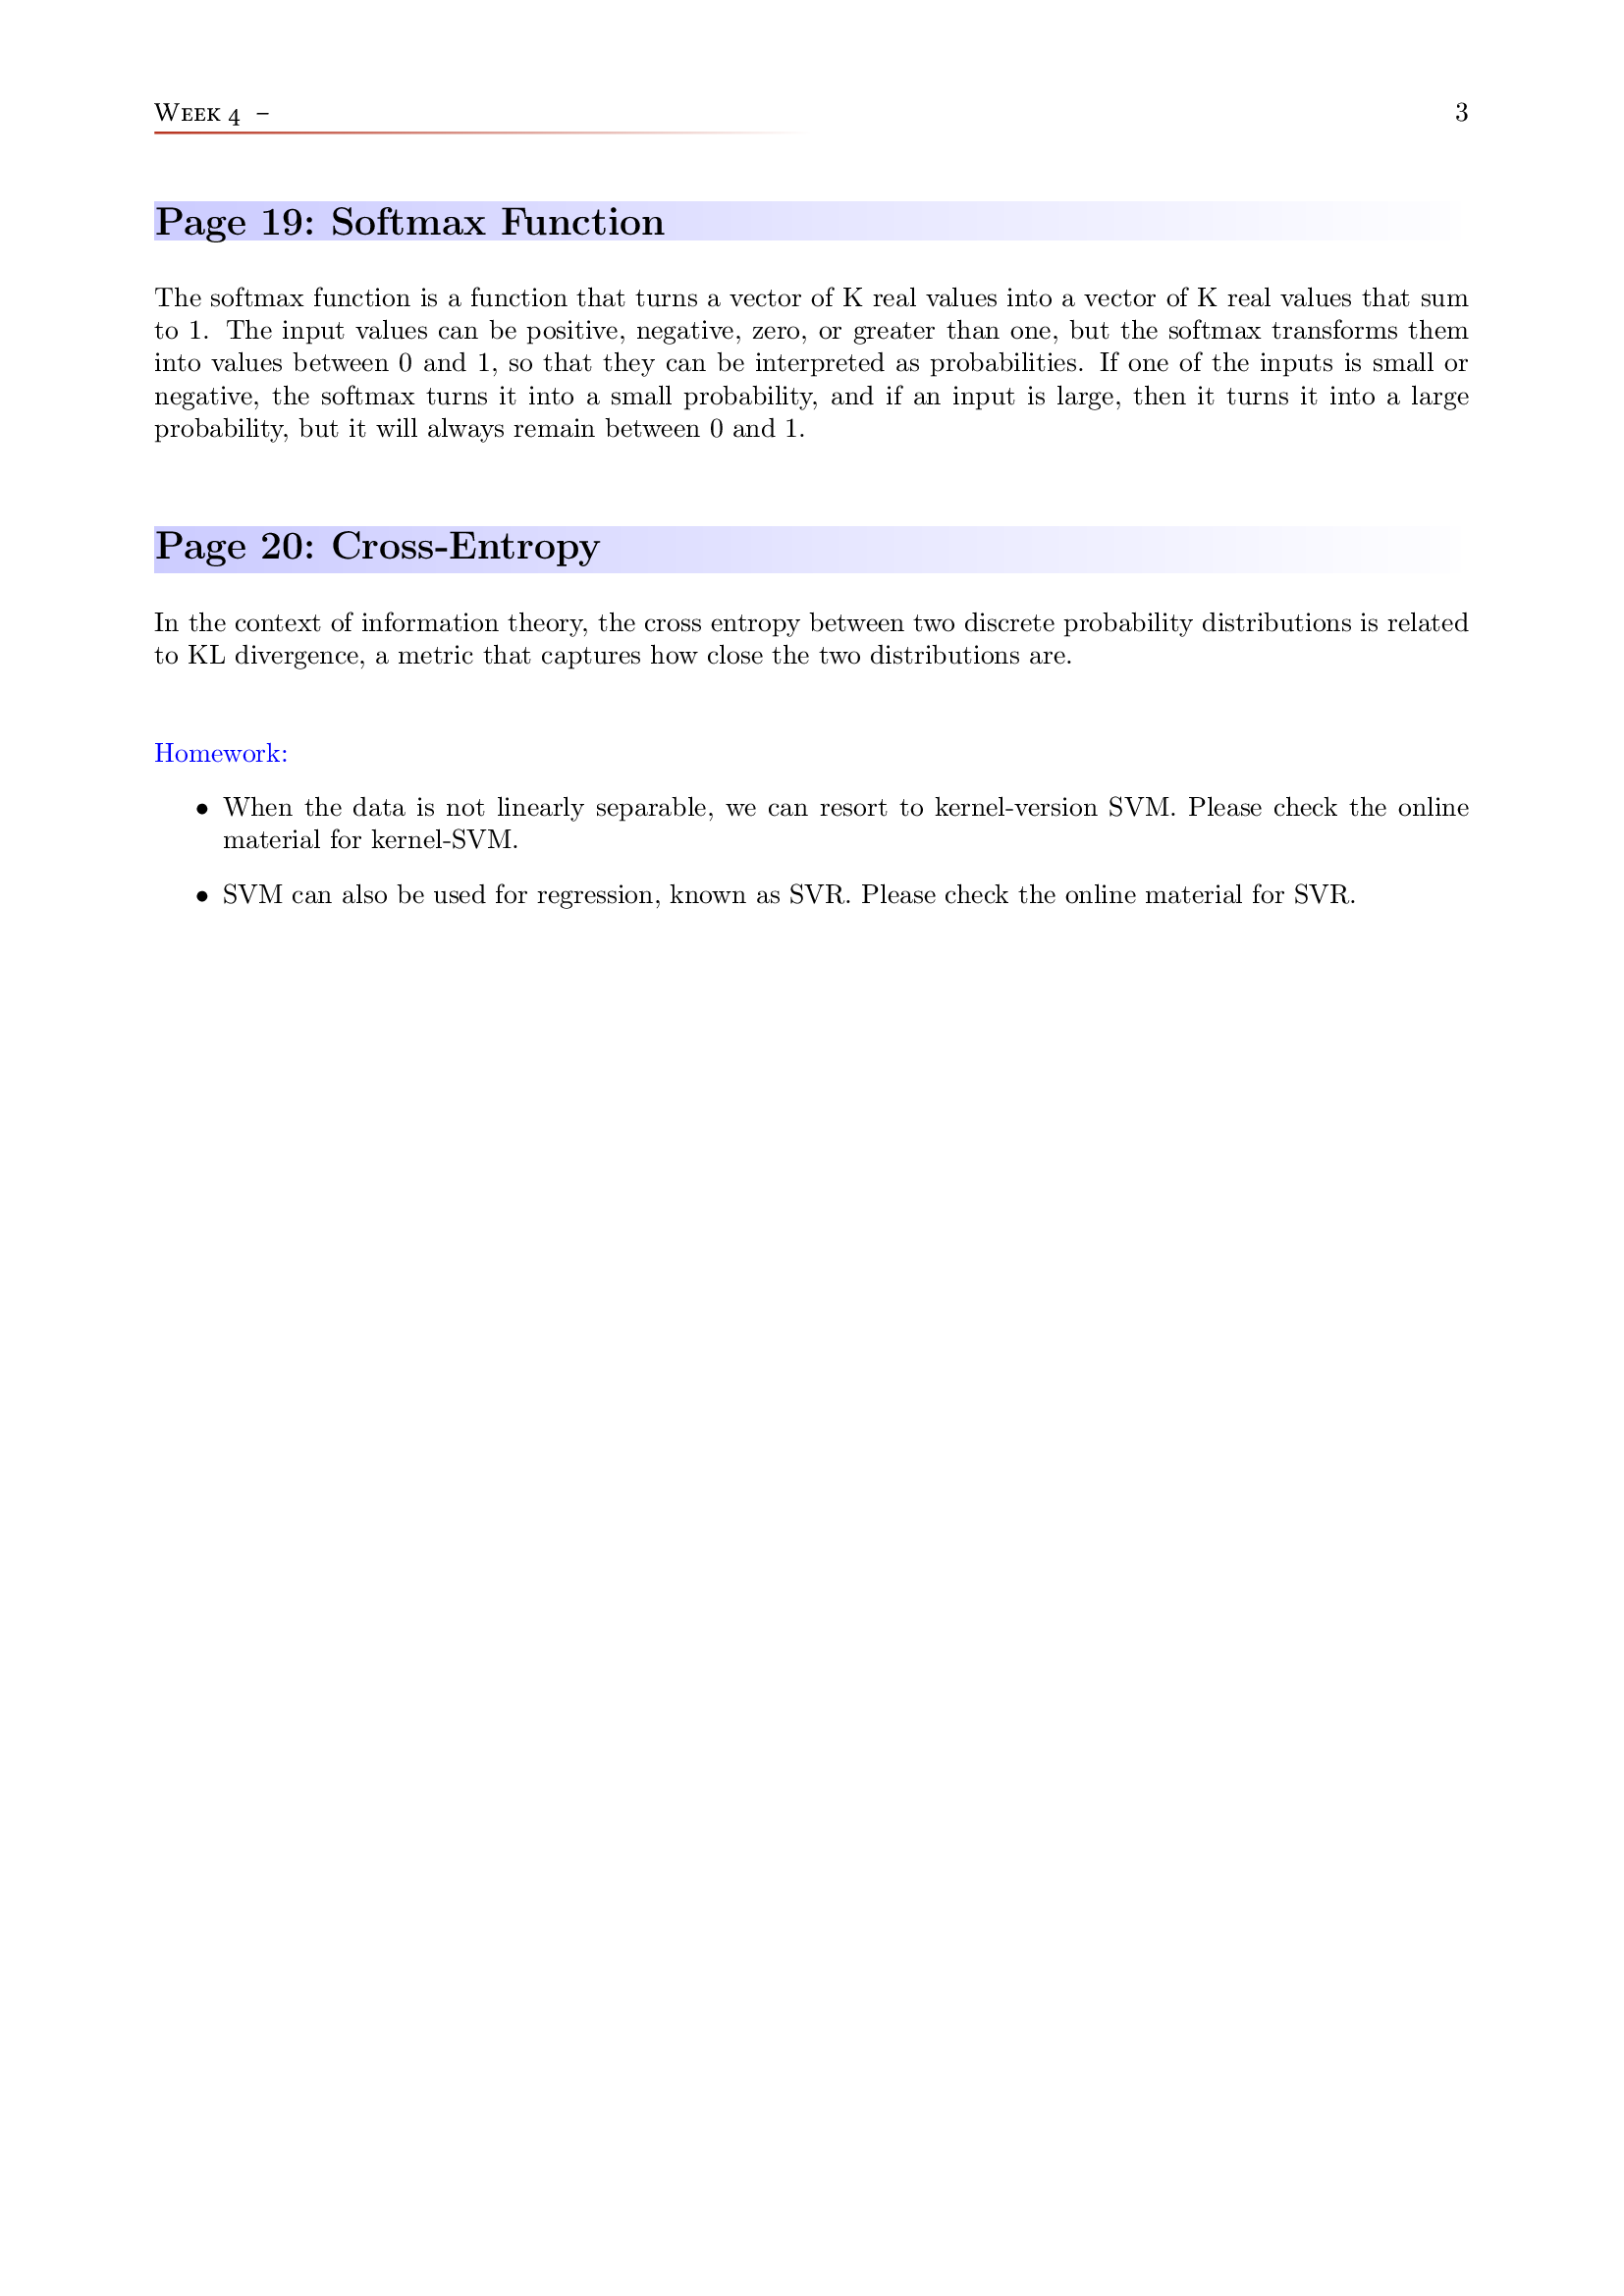 Week 4 – 3
Page 19: Softmax Function
The softmax function is a function that turns a vector of K real values into a vector of K real values that sum
to 1. The input values can be positive, negative, zero, or greater than one, but the softmax transforms them
into values between 0 and 1, so that they can be interpreted as probabilities. If one of the inputs is small or
negative, the softmax turns it into a small probability, and if an input is large, then it turns it into a large
probability, but it will always remain between 0 and 1.
Page 20: Cross-Entropy
In the context of information theory, the cross entropy between two discrete probability distributions is related
to KL divergence, a metric that captures how close the two distributions are.
Homework:
• When the data is not linearly separable, we can resort to kernel-version SVM. Please check the online
material for kernel-SVM.
• SVM can also be used for regression, known as SVR. Please check the online material for SVR.